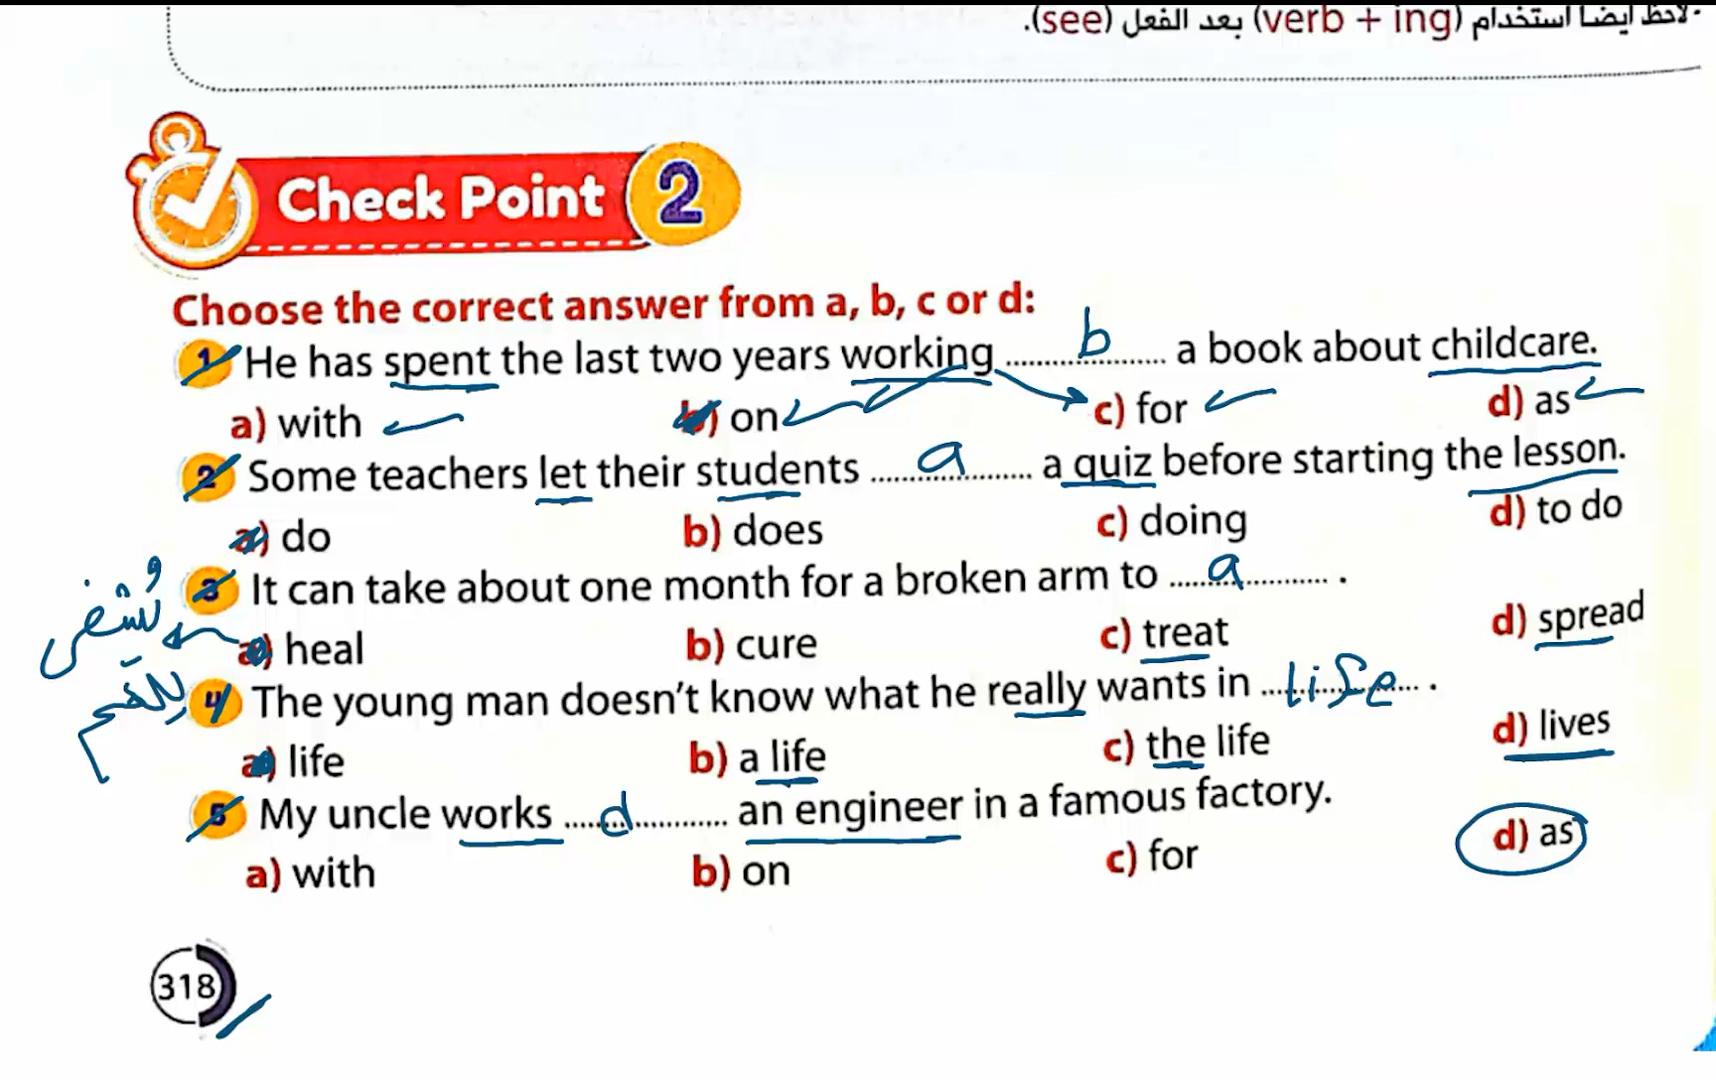 - لاحظ أيضًا استخدام (verb + ing) بعد الفعل (see).
Check Point 2
Choose the correct answer from a, b, c or d:
1 He has spent the last two years working ........b........ a book about childcare.
a) with b) on c) for d) as
2 Some teachers let their students ........a........ a quiz before starting the lesson.
a) do b) does c) doing d) to do
3 It can take about one month for a broken arm to ........a........ .
a) heal b) cure c) treat d) spread
4 The young man doesn't know what he really wants in ........life........ .
a) life b) a life c) the life d) lives
5 My uncle works ........d........ an engineer in a famous factory.
a) with b) on c) for d) as
318